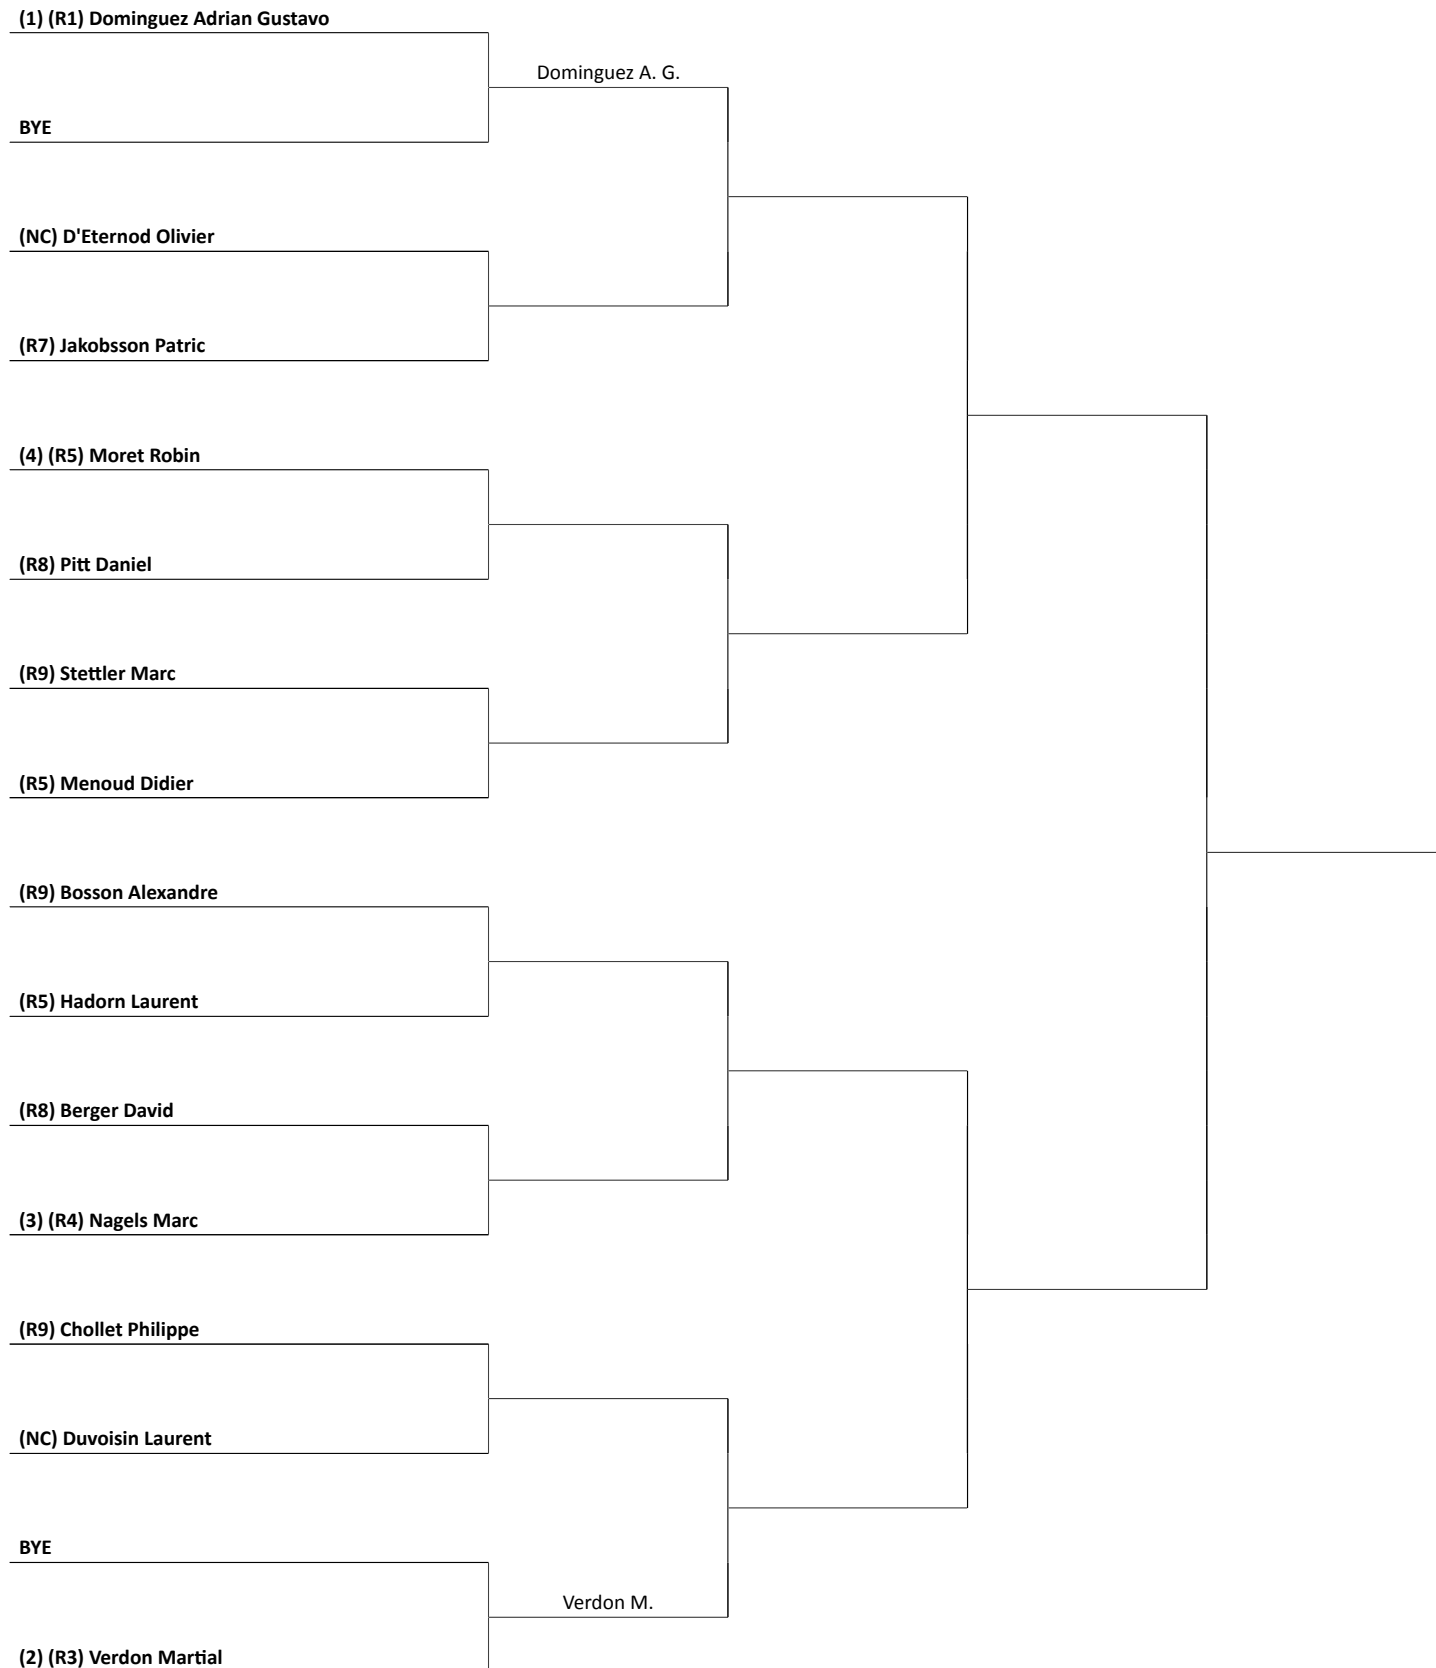 (1) (R1) Dominguez Adrian Gustavo
Dominguez A. G.
BYE
(NC) D'Eternod Olivier
(R7) Jakobsson Patric
(4) (R5) Moret Robin
(R8) Pitt Daniel
(R9) Stettler Marc
(R5) Menoud Didier
(R9) Bosson Alexandre
(R5) Hadorn Laurent
(R8) Berger David
(3) (R4) Nagels Marc
(R9) Chollet Philippe
(NC) Duvoisin Laurent
BYE
Verdon M.
(2) (R3) Verdon Martial